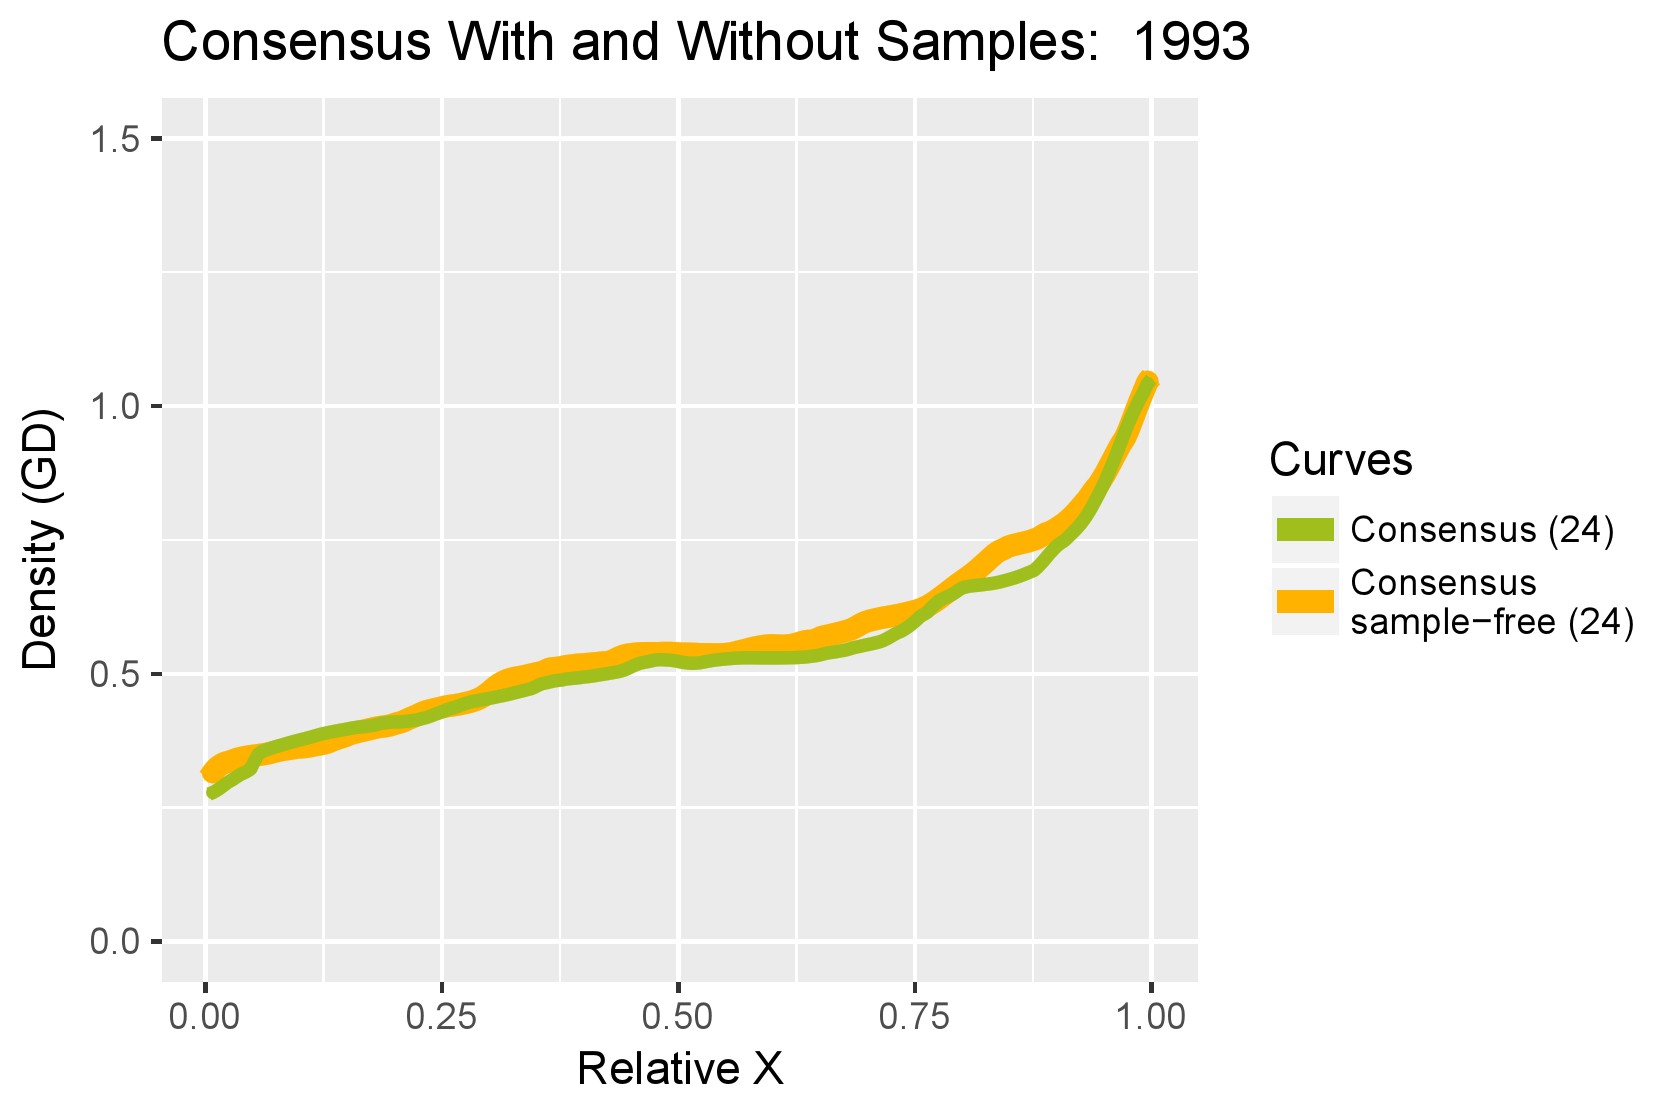 Consensus With and Without Samples:  1993
1.5
1.0
0.5
0.0
Density (GD)
0.00 0.25 0.50 0.75 1.00
Relative X
Curves
Consensus (24)
Consensus
sample−free (24)